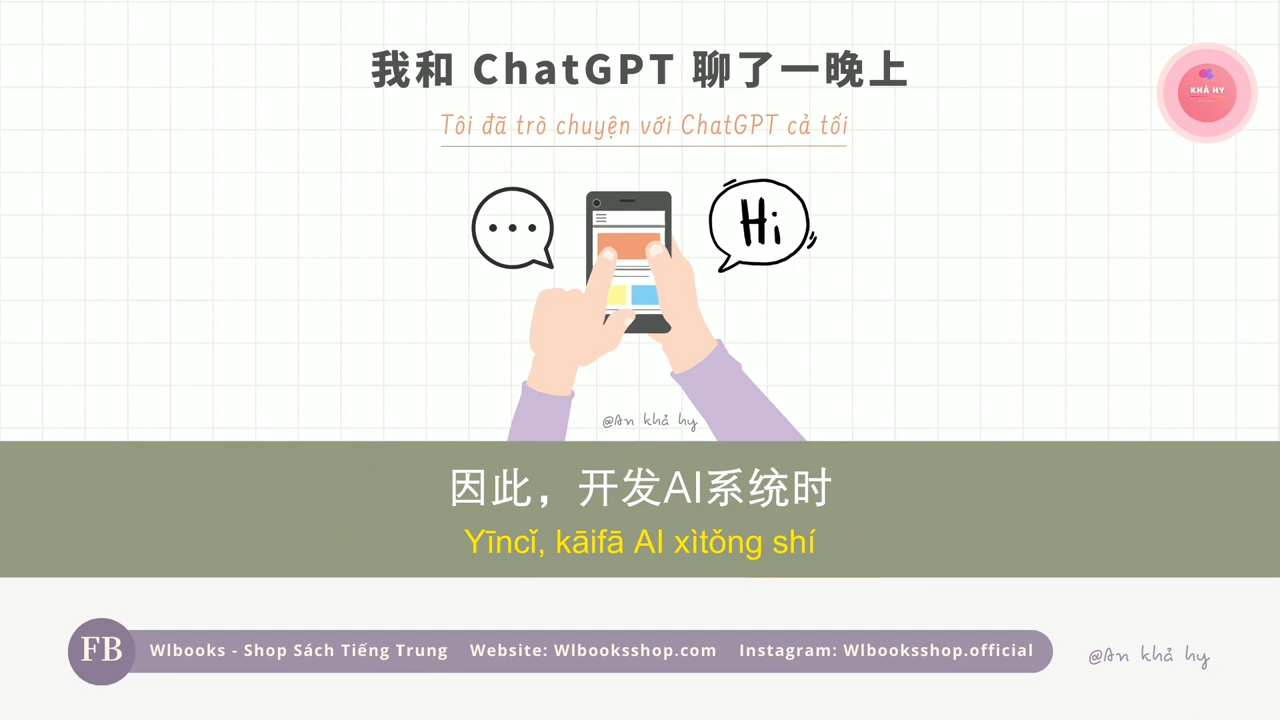 我和 ChatGPT 聊了一晚上
Tôi đã trò chuyện với ChatGPT cả tối
KHẢ HY
Hi
@An khả hy
因此，开发AI系统时
Yīncǐ, kāifā AI xìtǒng shí
FB
Wlbooks - Shop Sách Tiếng Trung Website: Wlbooksshop.com Instagram: Wlbooksshop.official
@An khả hy